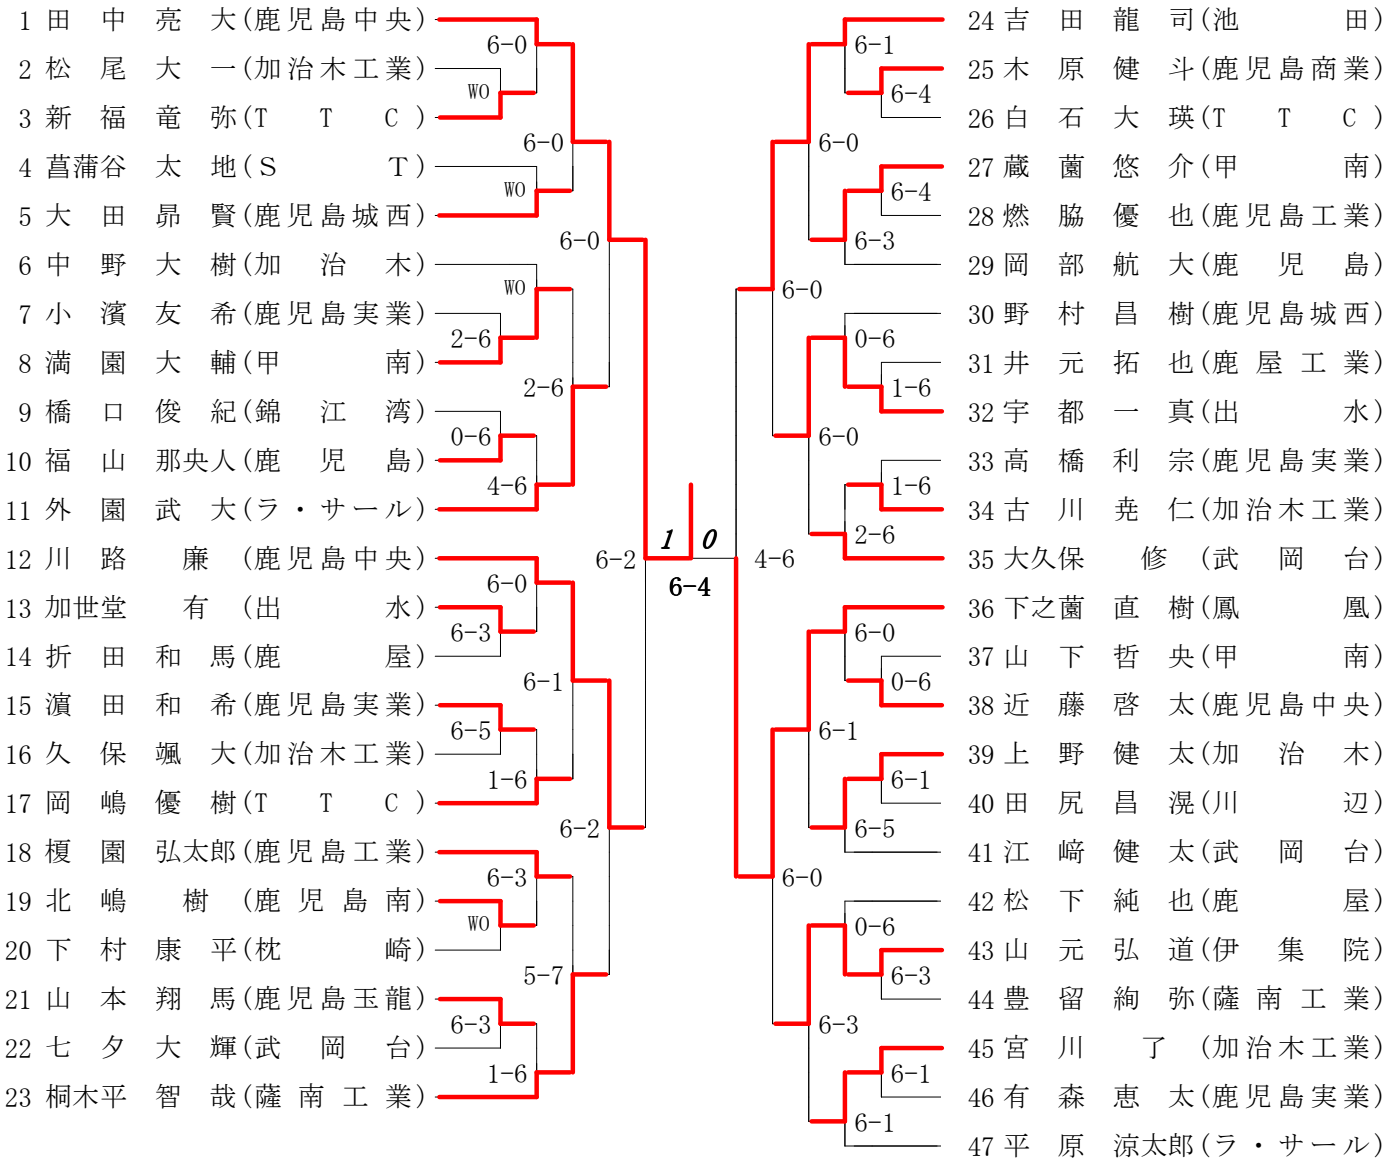 1 田中亮大(鹿児島中央)
2 松尾大一(加治木工業)
3 新福竜弥(TTC)
4 菖蒲谷太地(ST)
5 大田昴賢(鹿児島城西)
6 中野大樹(加治木)
7 小濱友希(鹿児島実業)
8 満園大輔(甲南)
9 橋口俊紀(錦江湾)
10 福山那央人(鹿児島)
11 外園武大(ラ・サール)
12 川路廉(鹿児島中央)
13 加世堂有(出水)
14 折田和馬(鹿屋)
15 濵田和希(鹿児島実業)
16 久保颯大(加治木工業)
17 岡嶋優樹(TTC)
18 榎園弘太郎(鹿児島工業)
19 北嶋樹(鹿児島南)
20 下村康平(枕崎)
21 山本翔馬(鹿児島玉龍)
22 七夕大輝(武岡台)
23 桐木平智哉(薩南工業)
6-0
WO
6-0
WO
6-0
WO
2-6
2-6
0-6
4-6
6-2
6-0
6-3
6-1
6-5
1-6
6-2
6-3
WO
5-7
6-3
1-6
1 0
6-4
6-1
6-4
6-0
6-4
6-3
6-0
0-6
1-6
6-0
1-6
2-6
4-6
6-0
0-6
6-1
6-1
6-5
6-0
0-6
6-3
6-3
6-1
6-1
24 吉田龍司(池田)
25 木原健斗(鹿児島商業)
26 白石大瑛(TTC)
27 蔵薗悠介(甲南)
28 燃脇優也(鹿児島工業)
29 岡部航大(鹿児島)
30 野村昌樹(鹿児島城西)
31 井元拓也(鹿屋工業)
32 宇都一真(出水)
33 高橋利宗(鹿児島実業)
34 古川尭仁(加治木工業)
35 大久保修(武岡台)
36 下之薗直樹(鳳凰)
37 山下哲央(甲南)
38 近藤啓太(鹿児島中央)
39 上野健太(加治木)
40 田尻昌滉(川辺)
41 江﨑健太(武岡台)
42 松下純也(鹿屋)
43 山元弘道(伊集院)
44 豊留絢弥(薩南工業)
45 宮川了(加治木工業)
46 有森恵太(鹿児島実業)
47 平原涼太郎(ラ・サール)